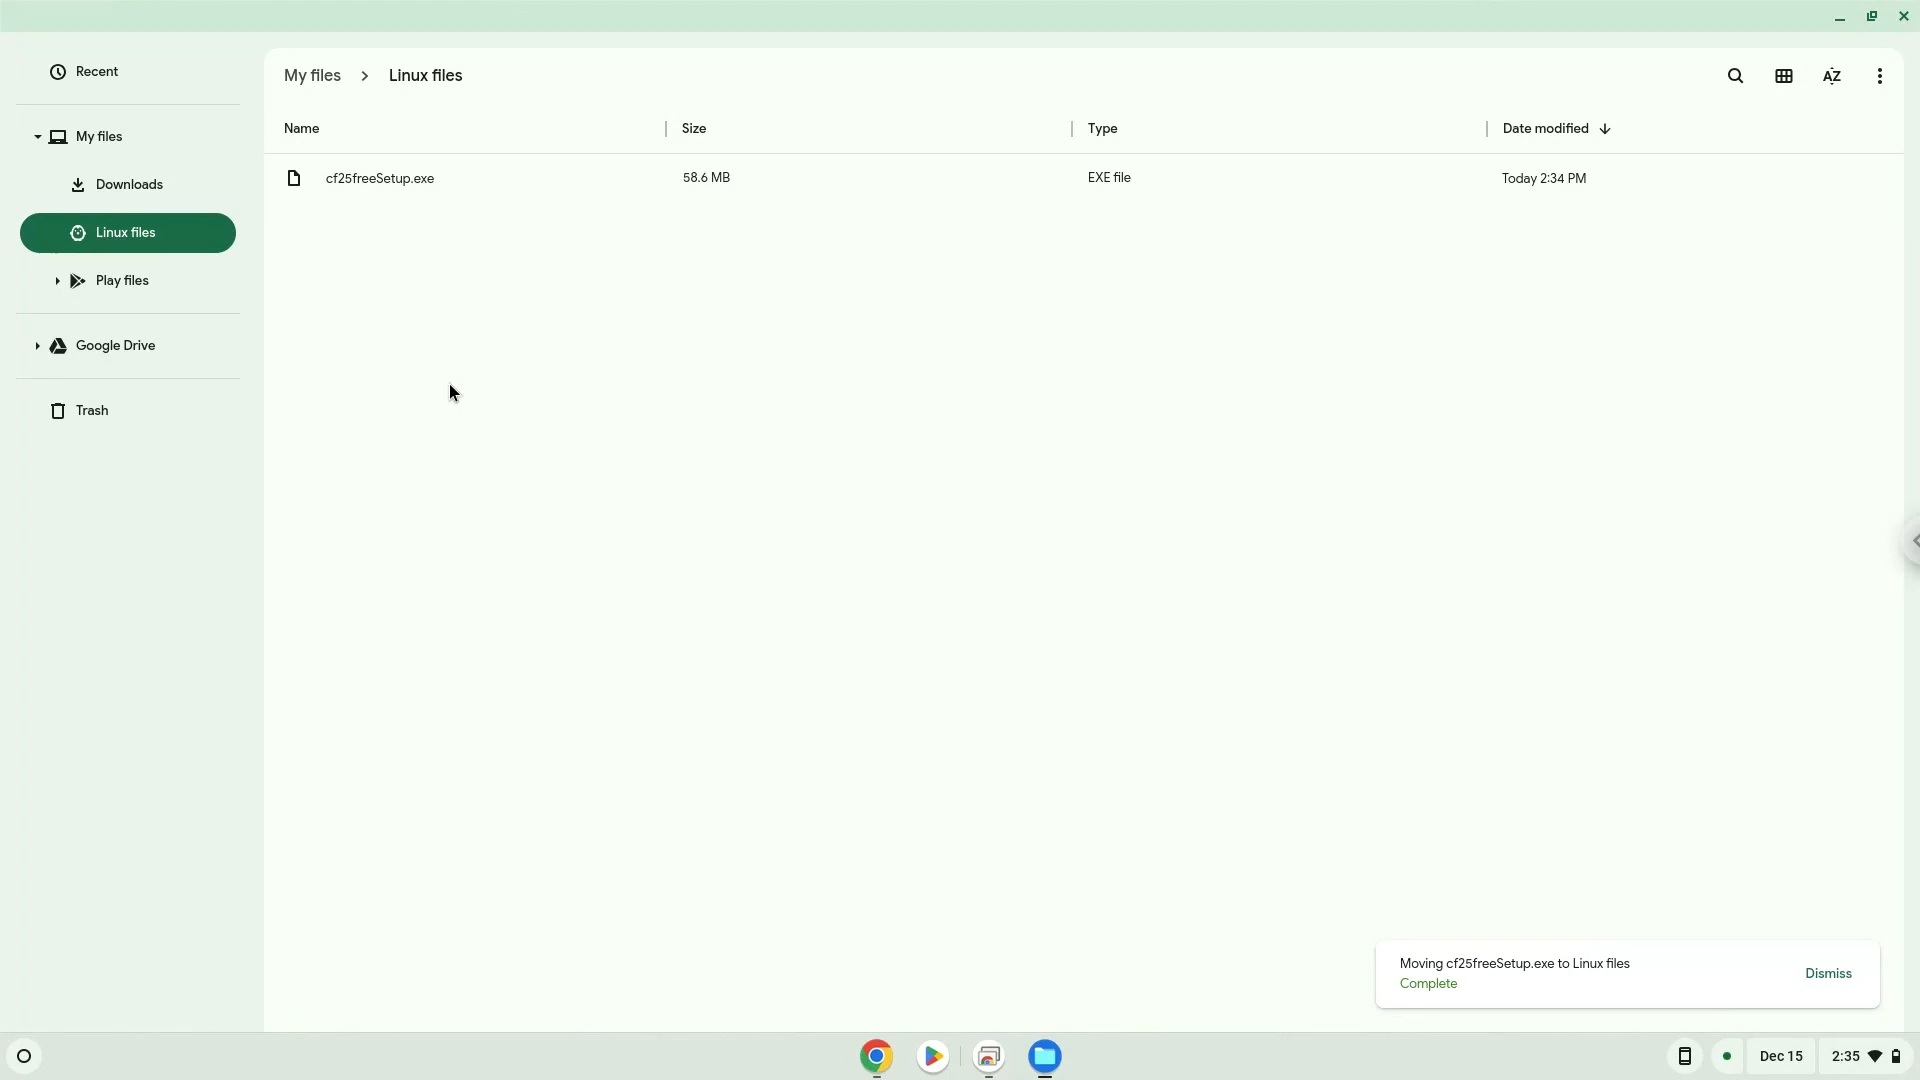 Recent
My files
Downloads
Linux files
Play files
Google Drive
Trash
My files > Linux files
AZ
Name Size Type Date modified
cf25freeSetup.exe 58.6 MB EXE file Today 2:34 PM
Moving cf25freeSetup.exe to Linux files
Complete
Dismiss
Dec 15 2:35